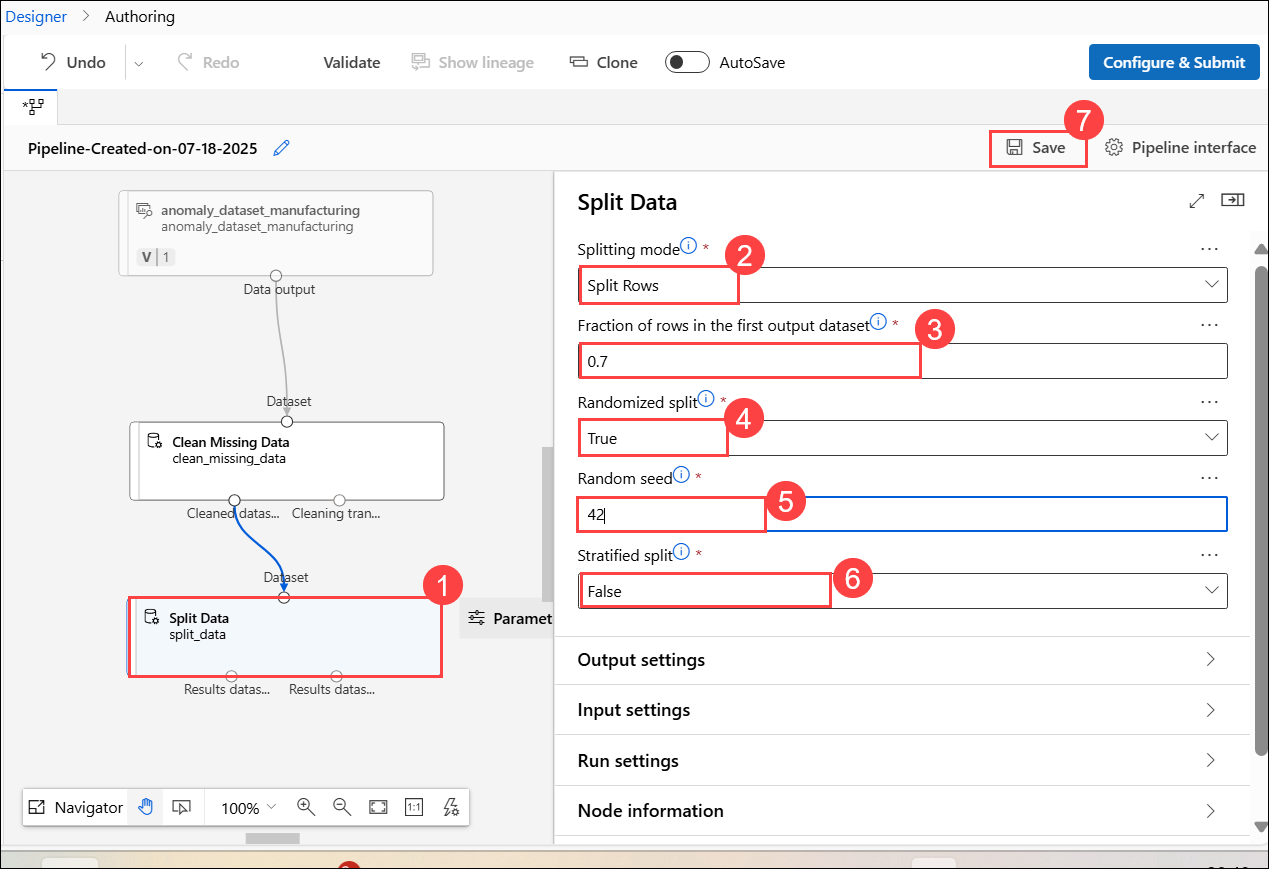 Designer > Authoring
Undo Redo Validate Show lineage Clone AutoSave Configure & Submit
7
Pipeline-Created-on-07-18-2025 Save Pipeline interface
anomaly_dataset_manufacturing
anomaly_dataset_manufacturing
V 1
Data output
Dataset
Clean Missing Data
clean_missing_data
Cleaned datas... Cleaning tran...
Dataset
1
Split Data
split_data
Paramet
Results datas... Results datas...
Navigator 100% 1:1
Split Data
Splitting mode *
2
Split Rows
Fraction of rows in the first output dataset *
3
0.7
Randomized split *
4
True
Random seed *
5
42
Stratified split *
6
False
Output settings
Input settings
Run settings
Node information